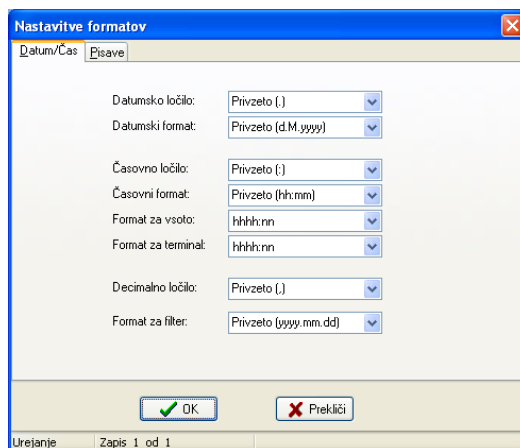 Nastavitve formatov
Datum/Čas Pisave
Datumsko ločilo: Privzeto (.)
Datumski format: Privzeto (d.M.yyyy)
Časovno ločilo: Privzeto (:)
Časovni format: Privzeto (hh:mm)
Format za vsoto: hhhh:nn
Format za terminal: hhhh:nn
Decimalno ločilo: Privzeto (,)
Format za filter: Privzeto (yyyy.mm.dd)
OK Prekliči
Urejanje Zapis 1 od 1